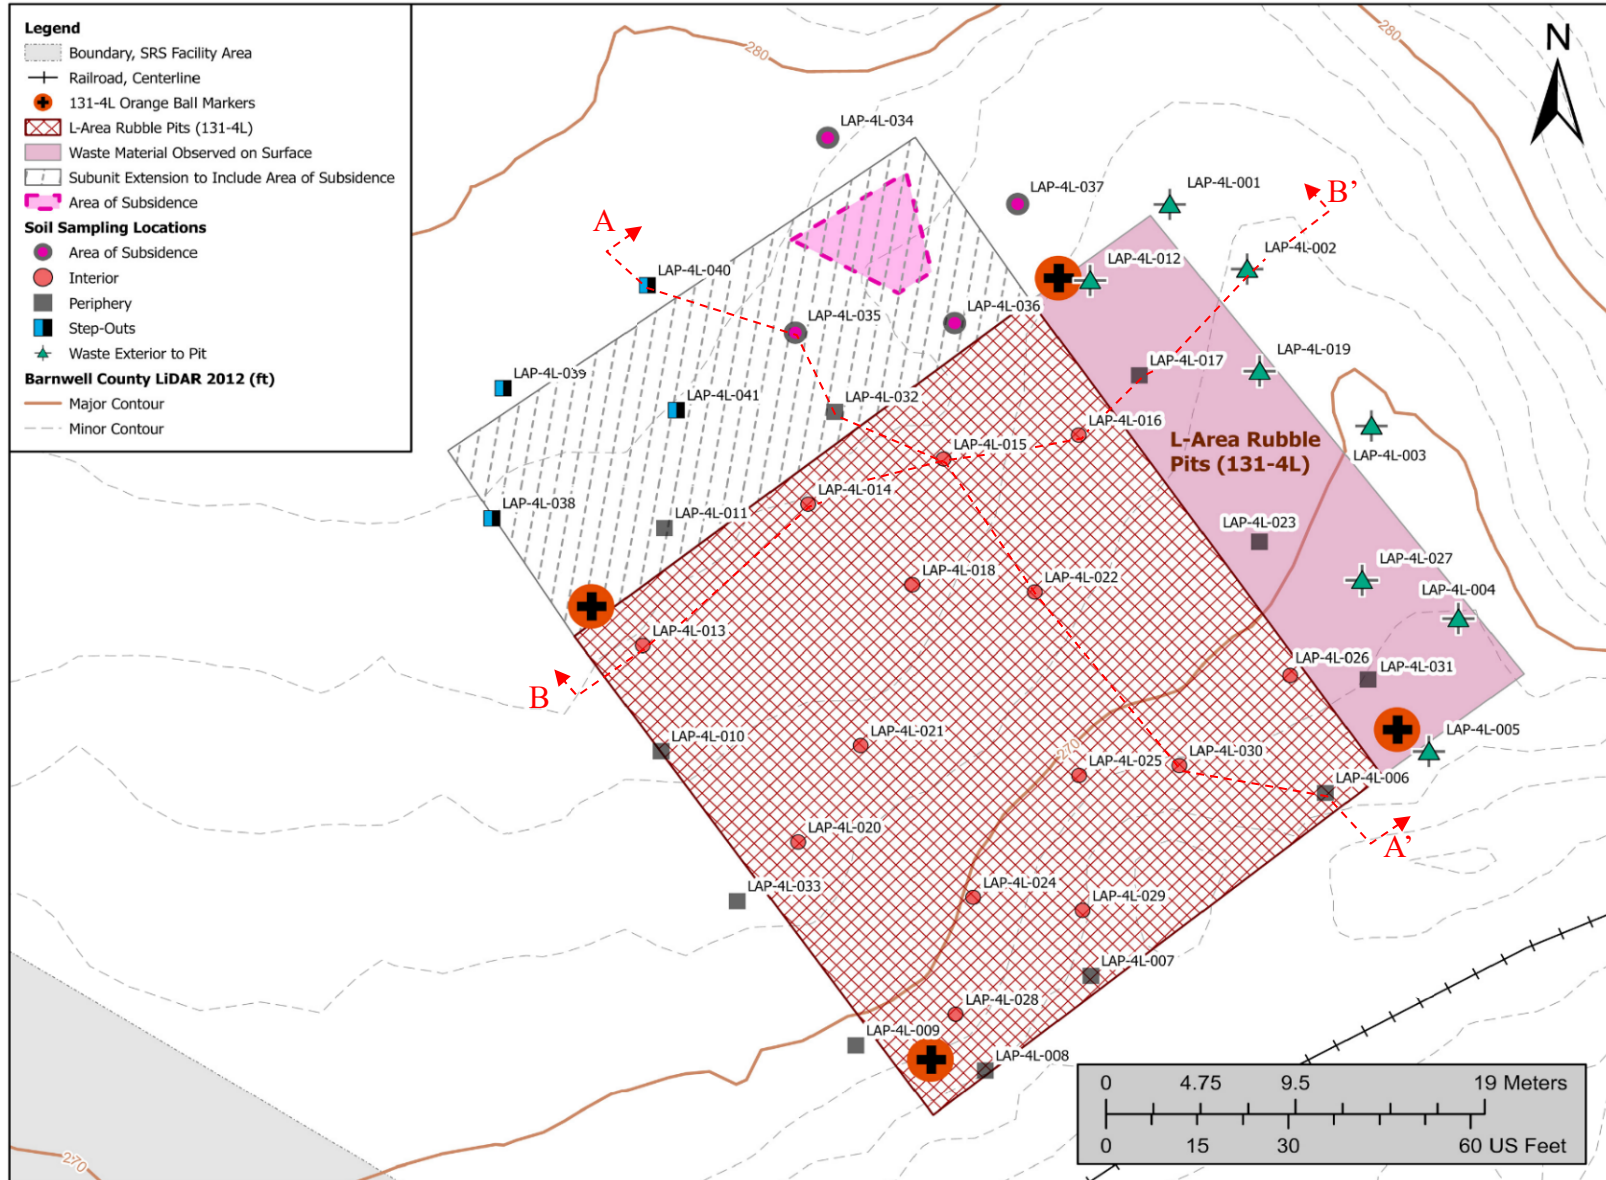 Legend
Boundary, SRS Facility Area
Railroad, Centerline
131-4L Orange Ball Markers
L-Area Rubble Pits (131-4L)
Waste Material Observed on Surface
Subunit Extension to Include Area of Subsidence
Area of Subsidence
Soil Sampling Locations
Area of Subsidence
Interior
Periphery
Step-Outs
Waste Exterior to Pit
Barnwell County LiDAR 2012 (ft)
Major Contour
Minor Contour
280
280
N
LAP-4L-034
LAP-4L-037
LAP-4L-001
B'
A
LAP-4L-040
LAP-4L-012
LAP-4L-002
LAP-4L-035
LAP-4L-036
LAP-4L-019
LAP-4L-017
LAP-4L-039
LAP-4L-041
LAP-4L-032
LAP-4L-016
LAP-4L-015
L-Area Rubble
Pits (131-4L)
LAP-4L-003
LAP-4L-014
LAP-4L-038
LAP-4L-011
LAP-4L-023
LAP-4L-018
LAP-4L-022
LAP-4L-027
LAP-4L-004
LAP-4L-013
LAP-4L-026
LAP-4L-031
B
LAP-4L-010
LAP-4L-021
270
LAP-4L-030
LAP-4L-005
LAP-4L-025
LAP-4L-006
LAP-4L-020
A'
LAP-4L-033
LAP-4L-024
LAP-4L-029
LAP-4L-007
LAP-4L-028
LAP-4L-009
LAP-4L-008
270
0 4.75 9.5 19 Meters
0 15 30 60 US Feet